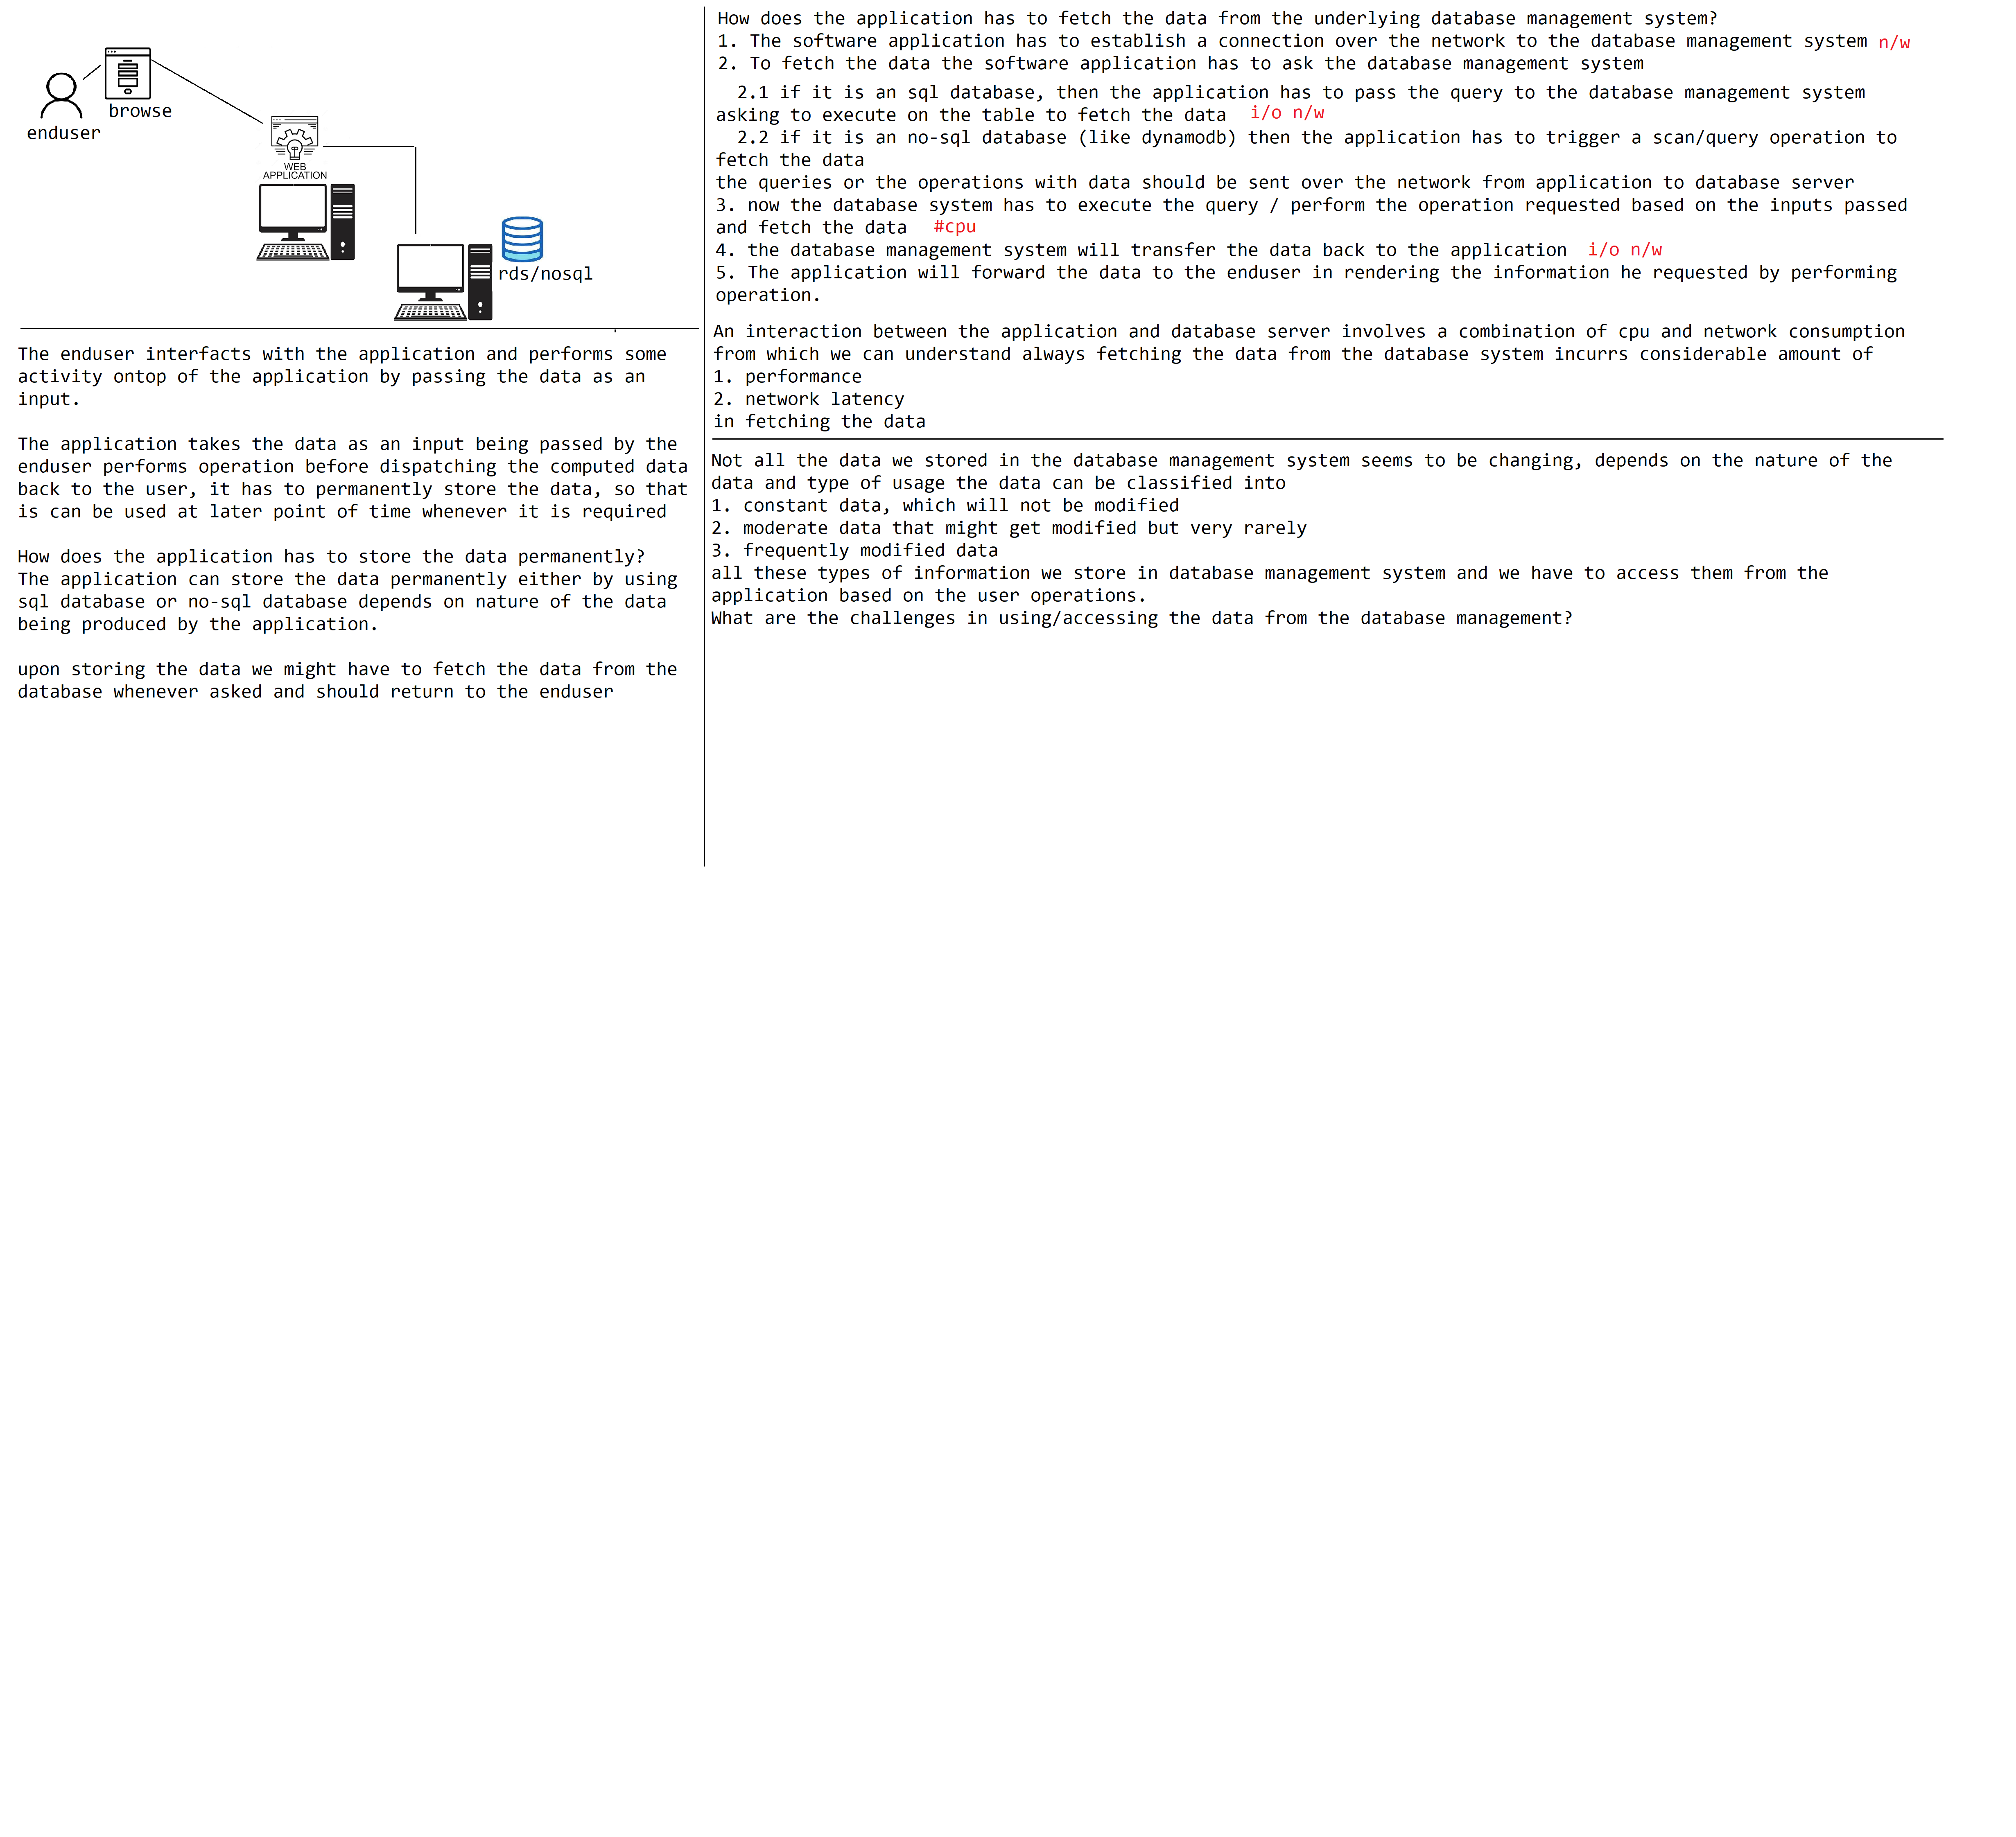 browse
enduser
WEB
APPLICATION
rds/nosql
The enduser interfacts with the application and performs some
activity ontop of the application by passing the data as an
input.
The application takes the data as an input being passed by the
enduser performs operation before dispatching the computed data
back to the user, it has to permanently store the data, so that
is can be used at later point of time whenever it is required
How does the application has to store the data permanently?
The application can store the data permanently either by using
sql database or no-sql database depends on nature of the data
being produced by the application.
upon storing the data we might have to fetch the data from the
database whenever asked and should return to the enduser
How does the application has to fetch the data from the underlying database management system?
1. The software application has to establish a connection over the network to the database management system n/w
2. To fetch the data the software application has to ask the database management system
2.1 if it is an sql database, then the application has to pass the query to the database management system
asking to execute on the table to fetch the data i/o n/w
2.2 if it is an no-sql database (like dynamodb) then the application has to trigger a scan/query operation to
fetch the data
the queries or the operations with data should be sent over the network from application to database server
3. now the database system has to execute the query / perform the operation requested based on the inputs passed
and fetch the data #cpu
4. the database management system will transfer the data back to the application i/o n/w
5. The application will forward the data to the enduser in rendering the information he requested by performing
operation.
An interaction between the application and database server involves a combination of cpu and network consumption
from which we can understand always fetching the data from the database system incurrs considerable amount of
1. performance
2. network latency
in fetching the data
Not all the data we stored in the database management system seems to be changing, depends on the nature of the
data and type of usage the data can be classified into
1. constant data, which will not be modified
2. moderate data that might get modified but very rarely
3. frequently modified data
all these types of information we store in database management system and we have to access them from the
application based on the user operations.
What are the challenges in using/accessing the data from the database management?